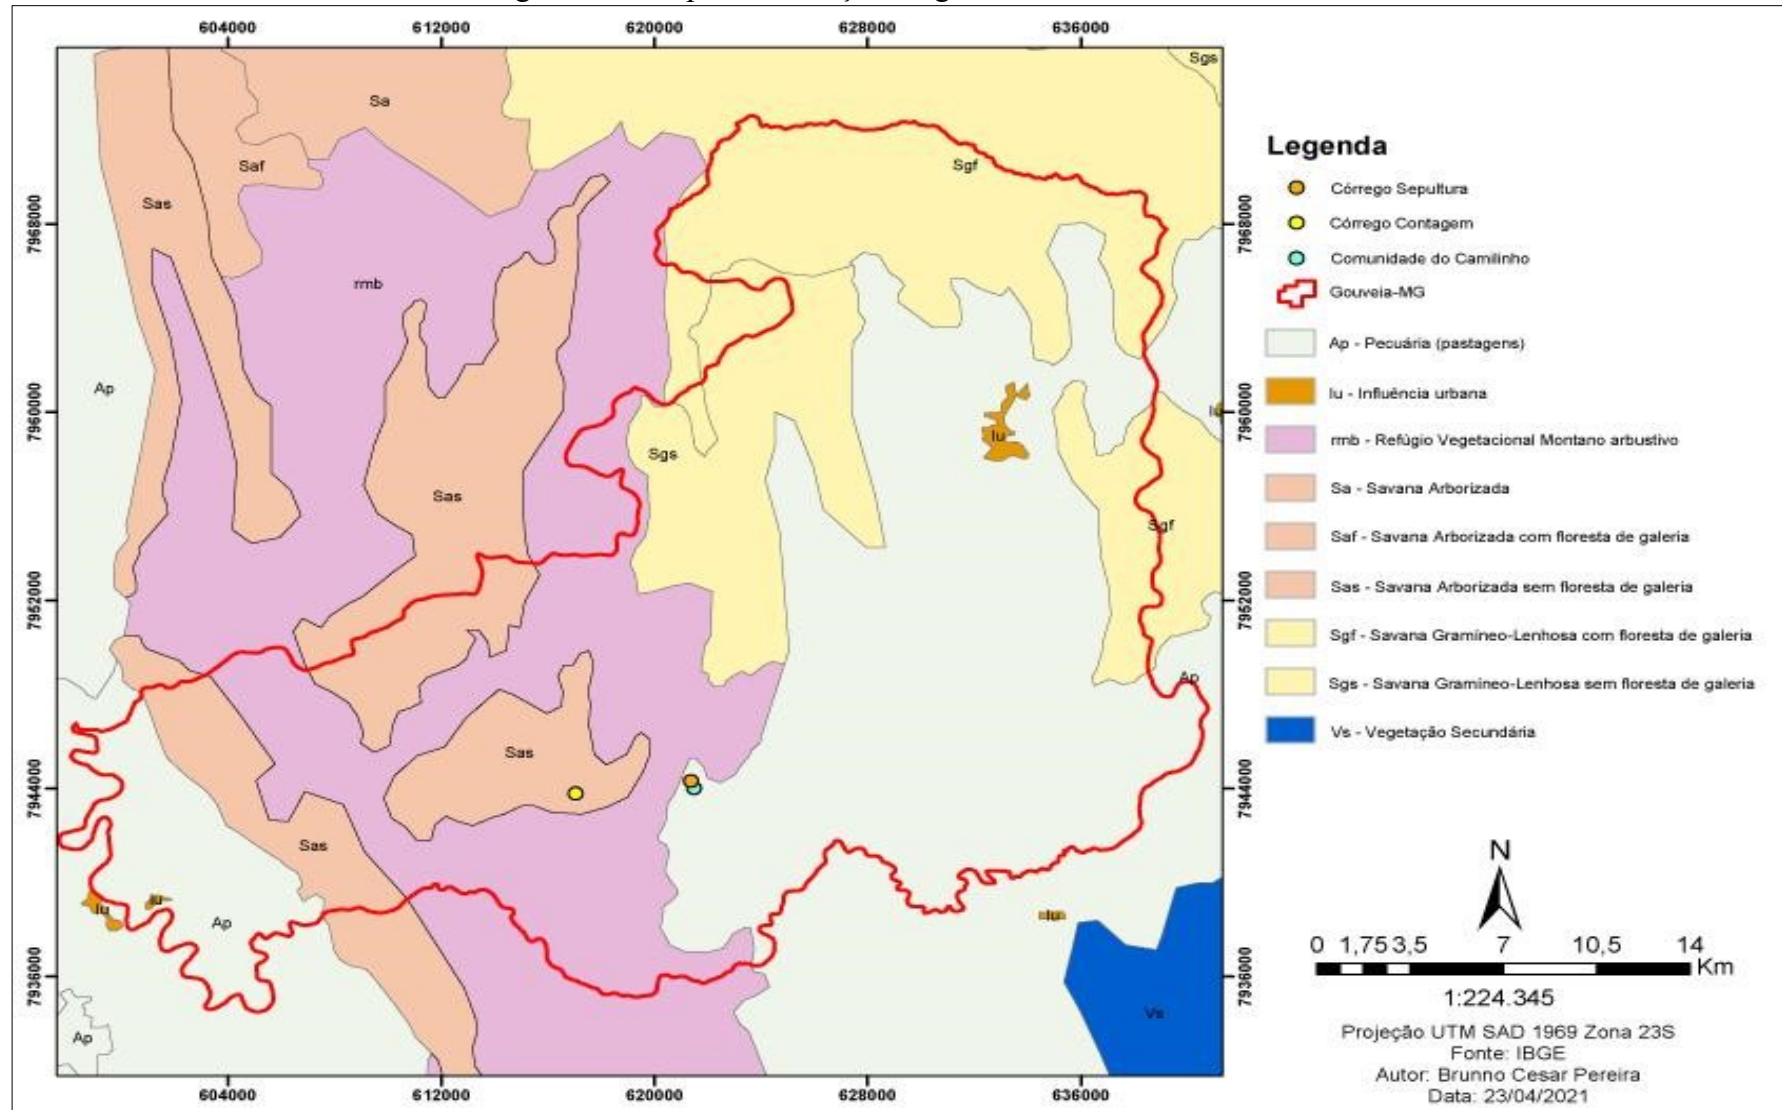 604000 612000 620000 628000 636000
Sgs
Sa
Saf
Sgf
Sas
7968000
7968000
rmb
Ap
7960000
7960000
Iu
Iu
Sgs
Sas
Sgf
7952000
7952000
Ap
Sas
7944000
7944000
Sas
Iu
Iu
Ap
Iu
7936000
7936000
Vs
Ap
604000 612000 620000 628000 636000
Legenda
Córrego Sepultura
Córrego Contagem
Comunidade do Camilinho
Gouveia-MG
Ap - Pecuária (pastagens)
Iu - Influência urbana
rmb - Refúgio Vegetacional Montano arbustivo
Sa - Savana Arborizada
Saf - Savana Arborizada com floresta de galeria
Sas - Savana Arborizada sem floresta de galeria
Sgf - Savana Gramíneo-Lenhosa com floresta de galeria
Sgs - Savana Gramíneo-Lenhosa sem floresta de galeria
Vs - Vegetação Secundária
N
0 1,75 3,5 7 10,5 14
Km
1:224.345
Projeção UTM SAD 1969 Zona 23S
Fonte: IBGE
Autor: Brunno Cesar Pereira
Data: 23/04/2021